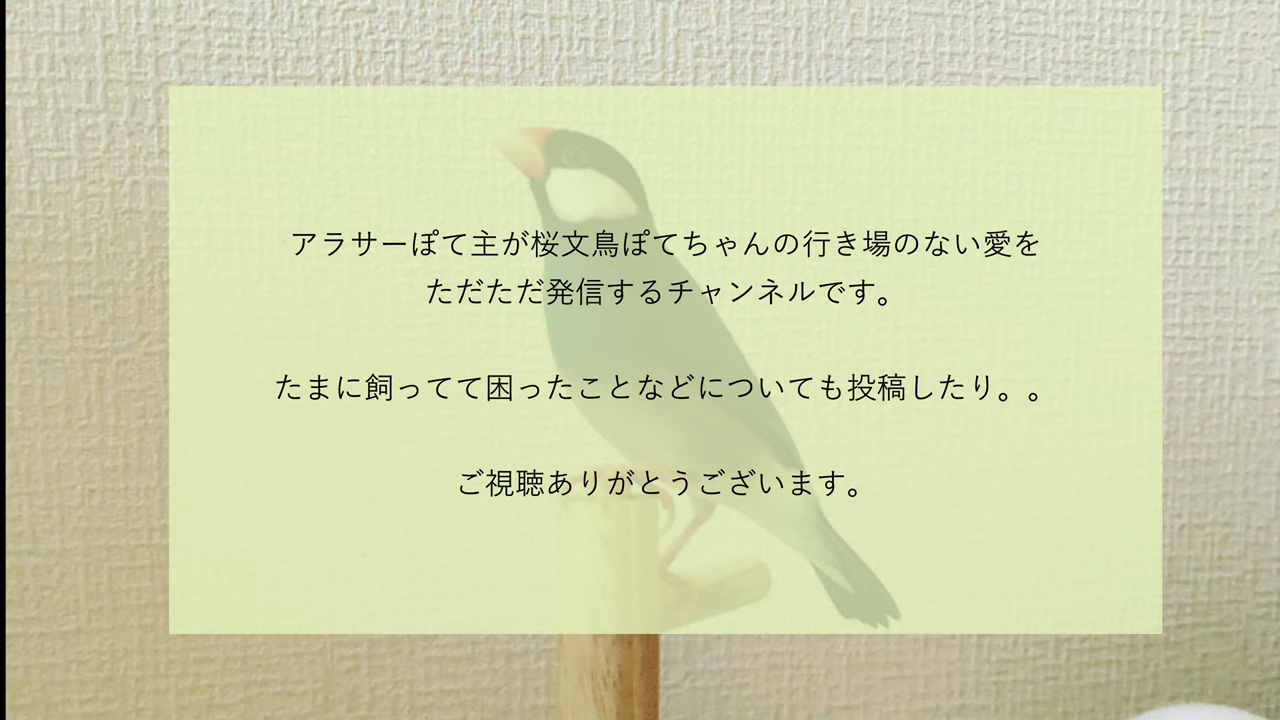 アラサーぽて主が桜文鳥ぽてちゃんの行き場のない愛を
ただただ発信するチャンネルです。
たまに飼ってて困ったことなどについても投稿したり。。
ご視聴ありがとうございます。